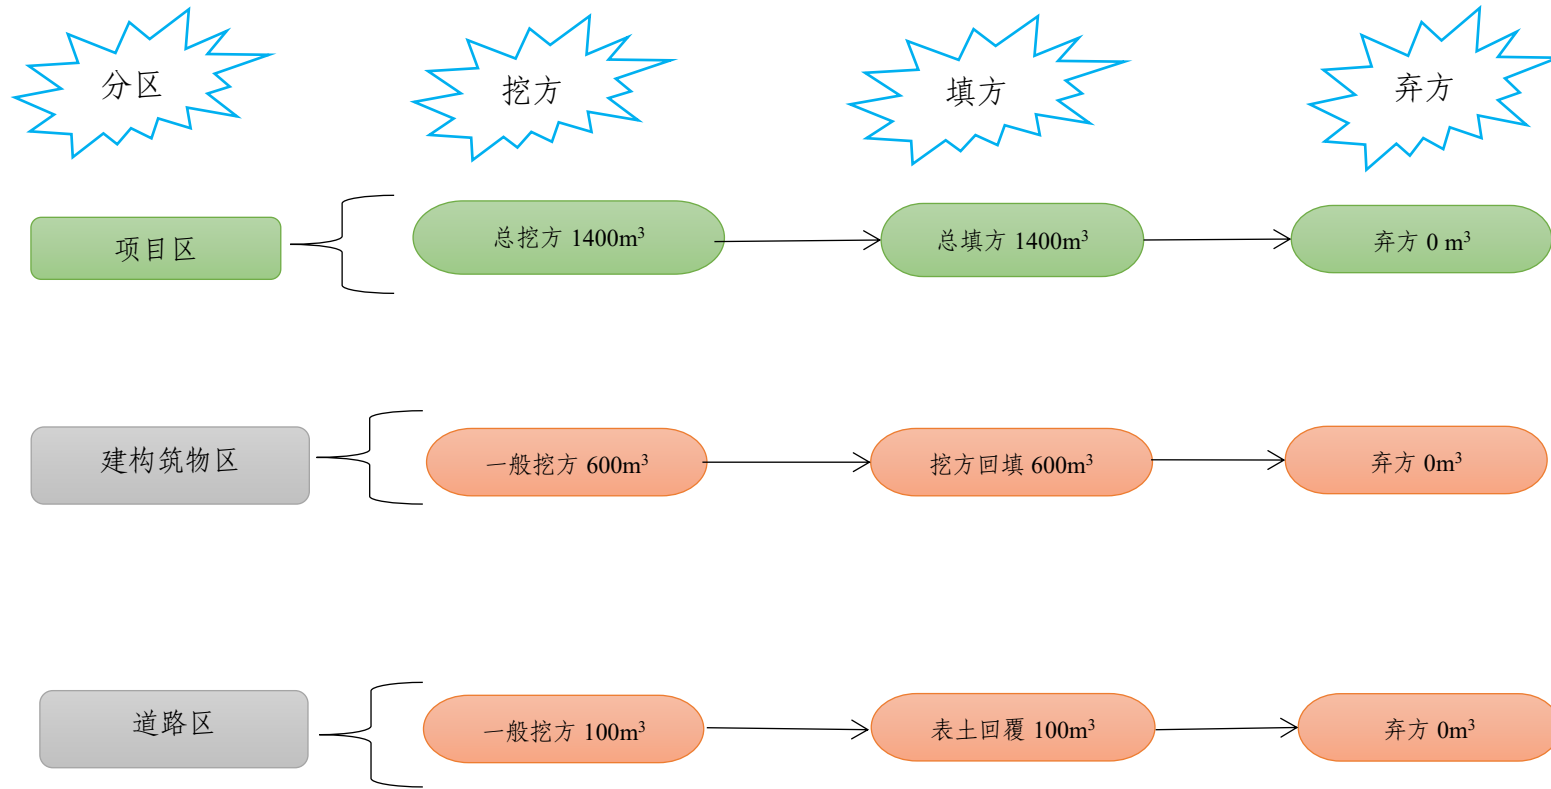 分区
挖方
填方
弃方
项目区
总挖方 1400m³
总填方 1400m³
弃方 0 m³
建构筑物区
一般挖方 600m³
挖方回填 600m³
弃方 0m³
道路区
一般挖方 100m³
表土回覆 100m³
弃方 0m³